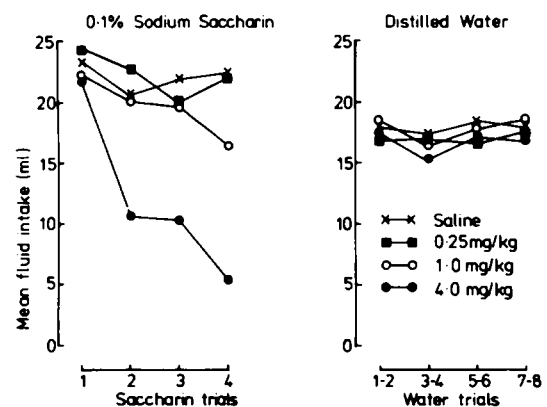 0·1% Sodium Saccharin
Distilled Water
25
20
15
10
5
0
Mean fluid intake (ml)
1 2 3 4
Saccharin trials
25
20
15
10
5
0
Saline
0·25mg/kg
1·0 mg/kg
4·0 mg/kg
1-2 3-4 5-6 7-8
Water trials